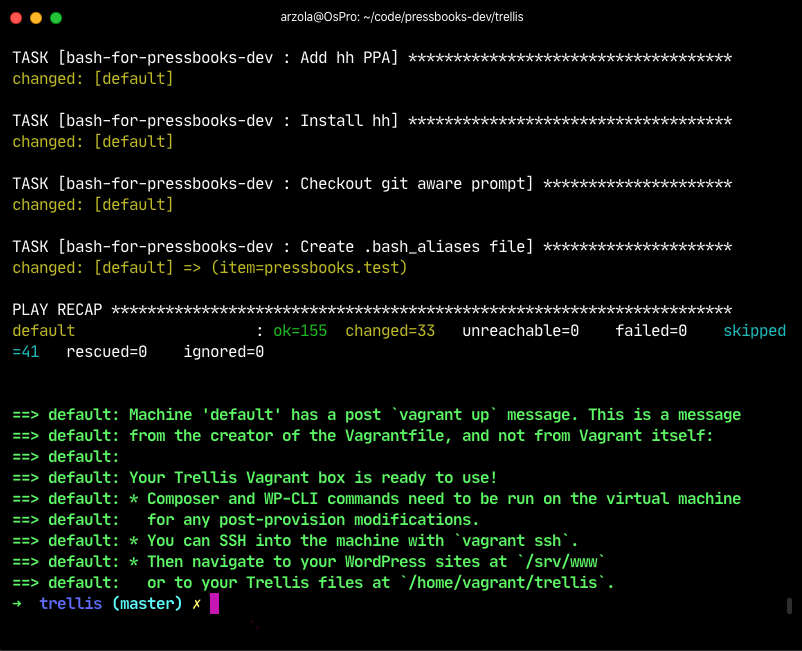 arzola@OsPro: ~/code/pressbooks-dev/trellis
TASK [bash-for-pressbooks-dev : Add hh PPA] ************************************
changed: [default]
TASK [bash-for-pressbooks-dev : Install hh] ************************************
changed: [default]
TASK [bash-for-pressbooks-dev : Checkout git aware prompt] *********************
changed: [default]
TASK [bash-for-pressbooks-dev : Create .bash_aliases file] *********************
changed: [default] => (item=pressbooks.test)
PLAY RECAP *********************************************************************
default                    : ok=155  changed=33   unreachable=0    failed=0    skipped
=41   rescued=0    ignored=0
==> default: Machine 'default' has a post `vagrant up` message. This is a message
==> default: from the creator of the Vagrantfile, and not from Vagrant itself:
==> default:
==> default: Your Trellis Vagrant box is ready to use!
==> default: * Composer and WP-CLI commands need to be run on the virtual machine
==> default:   for any post-provision modifications.
==> default: * You can SSH into the machine with `vagrant ssh`.
==> default: * Then navigate to your WordPress sites at `/srv/www`
==> default:   or to your Trellis files at `/home/vagrant/trellis`.
➜  trellis (master) ✗